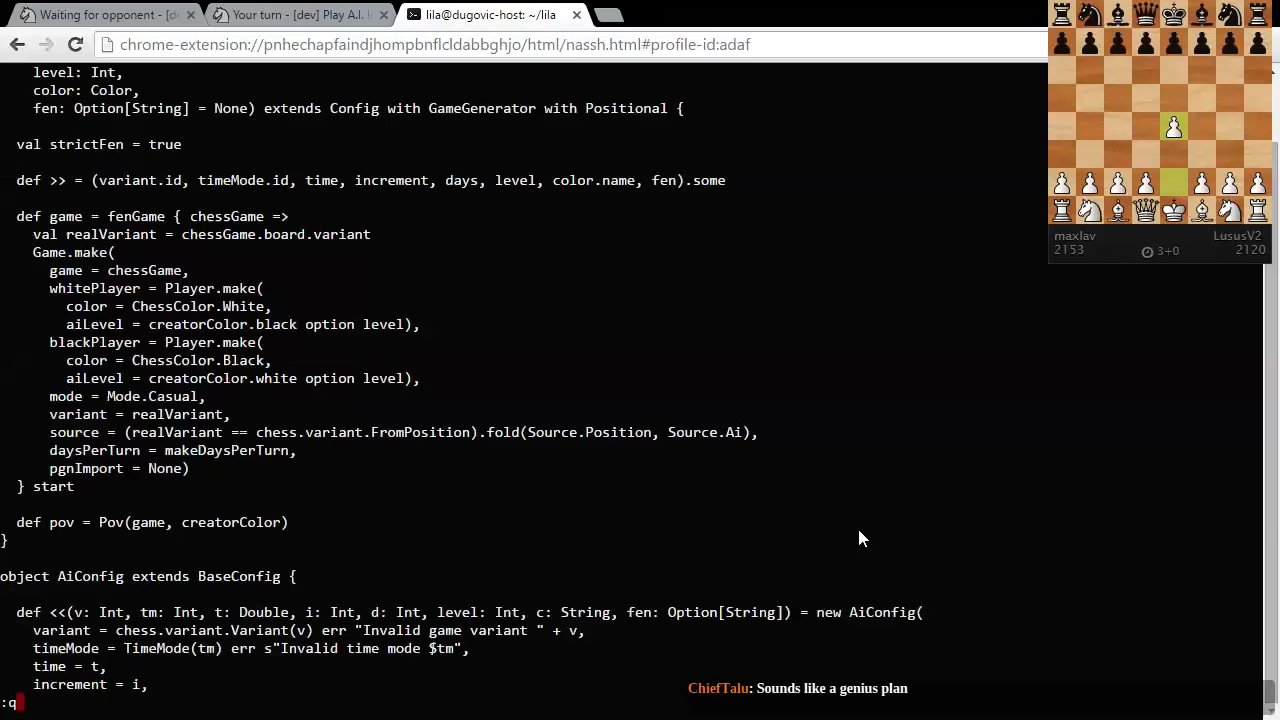 Waiting for opponent - [d
Your turn - [dev] Play A.I.
lila@dugovic-host: ~/lila
chrome-extension://pnhechapfaindjhompbnflcldabbghjo/html/nassh.html#profile-id:adaf
level: Int,
color: Color,
fen: Option[String] = None) extends Config with GameGenerator with Positional {
val strictFen = true
def >> = (variant.id, timeMode.id, time, increment, days, level, color.name, fen).some
def game = fenGame { chessGame =>
val realVariant = chessGame.board.variant
Game.make(
game = chessGame,
whitePlayer = Player.make(
color = ChessColor.White,
aiLevel = creatorColor.black option level),
blackPlayer = Player.make(
color = ChessColor.Black,
aiLevel = creatorColor.white option level),
mode = Mode.Casual,
variant = realVariant,
source = (realVariant == chess.variant.FromPosition).fold(Source.Position, Source.Ai),
daysPerTurn = makeDaysPerTurn,
pgnImport = None)
} start
def pov = Pov(game, creatorColor)
}
object AiConfig extends BaseConfig {
def <<(v: Int, tm: Int, t: Double, i: Int, d: Int, level: Int, c: String, fen: Option[String]) = new AiConfig(
variant = chess.variant.Variant(v) err "Invalid game variant " + v,
timeMode = TimeMode(tm) err s"Invalid time mode $tm",
time = t,
increment = i,
:q
maxlav LususV2
2153 3+0 2120
ChiefTalu: Sounds like a genius plan